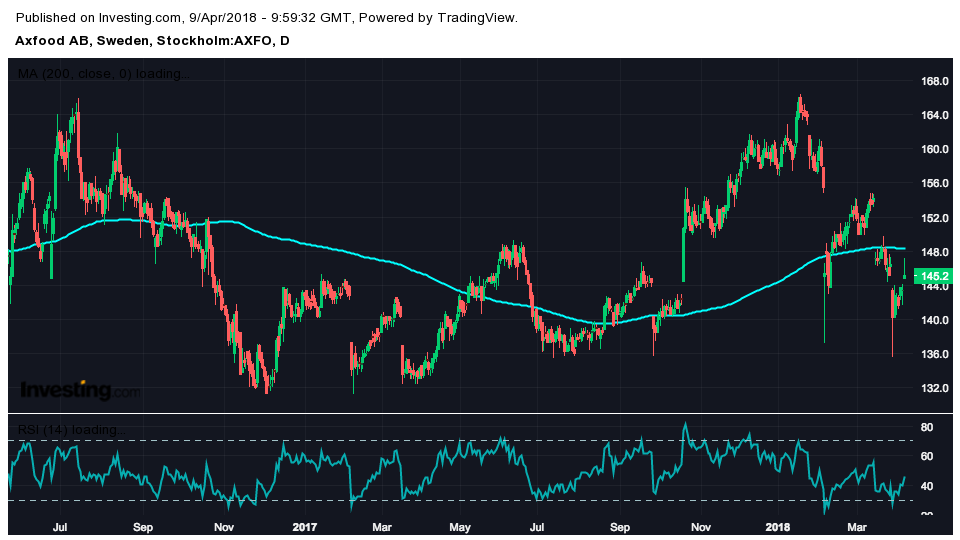 Published on Investing.com, 9/Apr/2018 - 9:59:32 GMT, Powered by TradingView.
Axfood AB, Sweden, Stockholm:AXFO, D
MA (200, close, 0) loading...
168.0
164.0
160.0
156.0
152.0
148.0
145.2
144.0
140.0
136.0
132.0
Investing.com
RSI (14) loading...
80
60
40
20
Jul Sep Nov 2017 Mar May Jul Sep Nov 2018 Mar